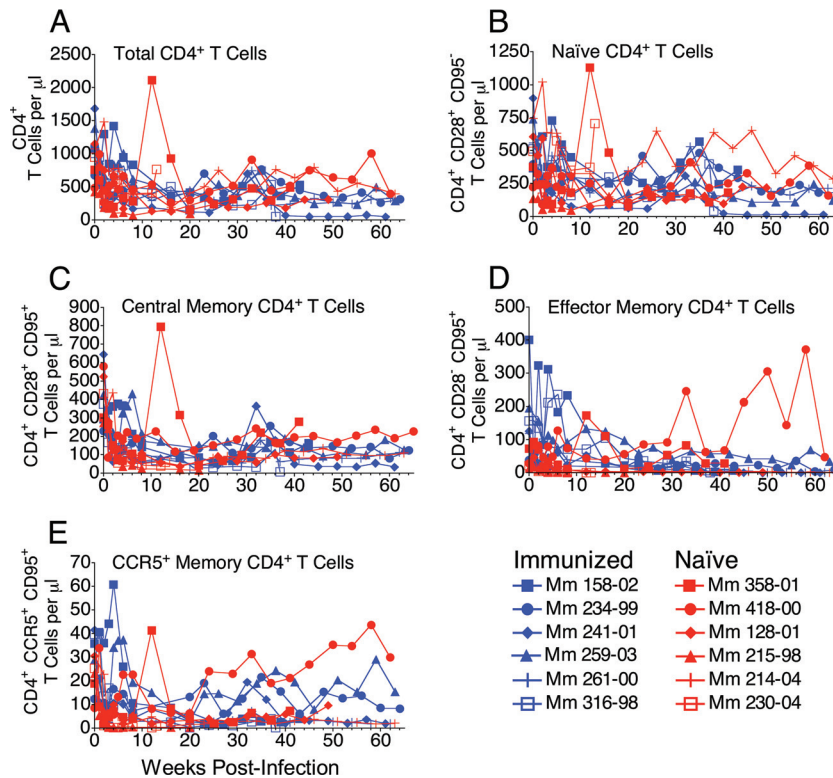 A
Total CD4⁺ T Cells
CD4⁺
T Cells per µl
2500
2000
1500
1000
500
0
0 10 20 30 40 50 60
B
Naïve CD4⁺ T Cells
CD4⁺ CD28⁺ CD95⁻
T Cells per µl
1250
1000
750
500
250
0
0 10 20 30 40 50 60
C
Central Memory CD4⁺ T Cells
CD4⁺ CD28⁺ CD95⁺
T Cells per µl
900
800
700
600
500
400
300
200
100
0
0 10 20 30 40 50 60
D
Effector Memory CD4⁺ T Cells
CD4⁺ CD28⁻ CD95⁺
T Cells per µl
500
400
300
200
100
0
0 10 20 30 40 50 60
E
CCR5⁺ Memory CD4⁺ T Cells
CD4⁺ CCR5⁺ CD95⁺
T Cells per µl
70
60
50
40
30
20
10
0
0 10 20 30 40 50 60
Weeks Post-Infection
Immunized
Mm 158-02
Mm 234-99
Mm 241-01
Mm 259-03
Mm 261-00
Mm 316-98
Naïve
Mm 358-01
Mm 418-00
Mm 128-01
Mm 215-98
Mm 214-04
Mm 230-04